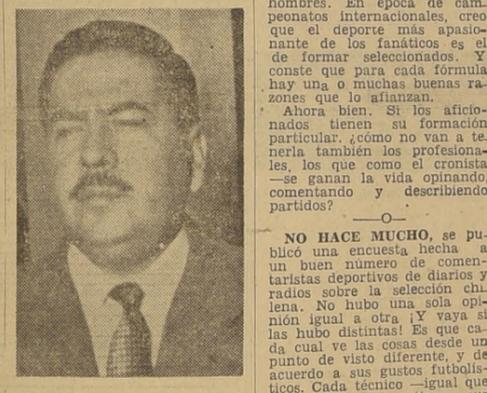 hombres. En época de cam-
peonatos internacionales, creo
que el deporte más apasio-
nante de los fanáticos es el
de formar seleccionados. Y
conste que para cada fórmula
hay una o muchas buenas ra-
zones que lo afianzan.
Ahora bien. Si los aficio-
nados tienen su formación
particular. ¿cómo no van a te-
nerla también los profesiona-
les, los que como el cronista
—se ganan la vida opinando,
comentando y describiendo
partidos?
—O—
NO HACE MUCHO, se pu-
blicó una encuesta hecha a
un buen número de comen-
taristas deportivos de diarios y
radios sobre la selección chi-
lena. No hubo una sola opi-
nión igual a otra ¡Y vaya si
las hubo distintas! Es que ca-
da cual ve las cosas desde un
punto de visto diferente, y de
acuerdo a sus gustos futbolís-
ticos. Cada técnico —igual que